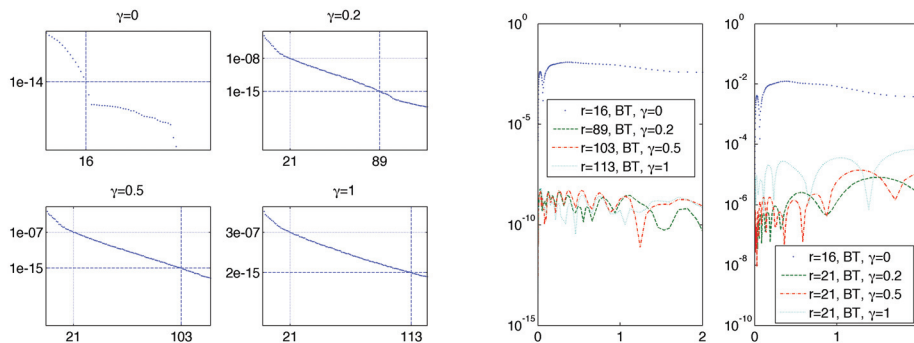 γ=0
1e−14
16
γ=0.2
1e−08
1e−15
21
89
γ=0.5
1e−07
1e−15
21
103
γ=1
3e−07
2e−15
21
113
10^0
10^-5
10^-10
10^-15
0
1
2
r=16, BT, γ=0
r=89, BT, γ=0.2
r=103, BT, γ=0.5
r=113, BT, γ=1
10^0
10^-2
10^-4
10^-6
10^-8
10^-10
0
1
2
r=16, BT, γ=0
r=21, BT, γ=0.2
r=21, BT, γ=0.5
r=21, BT, γ=1